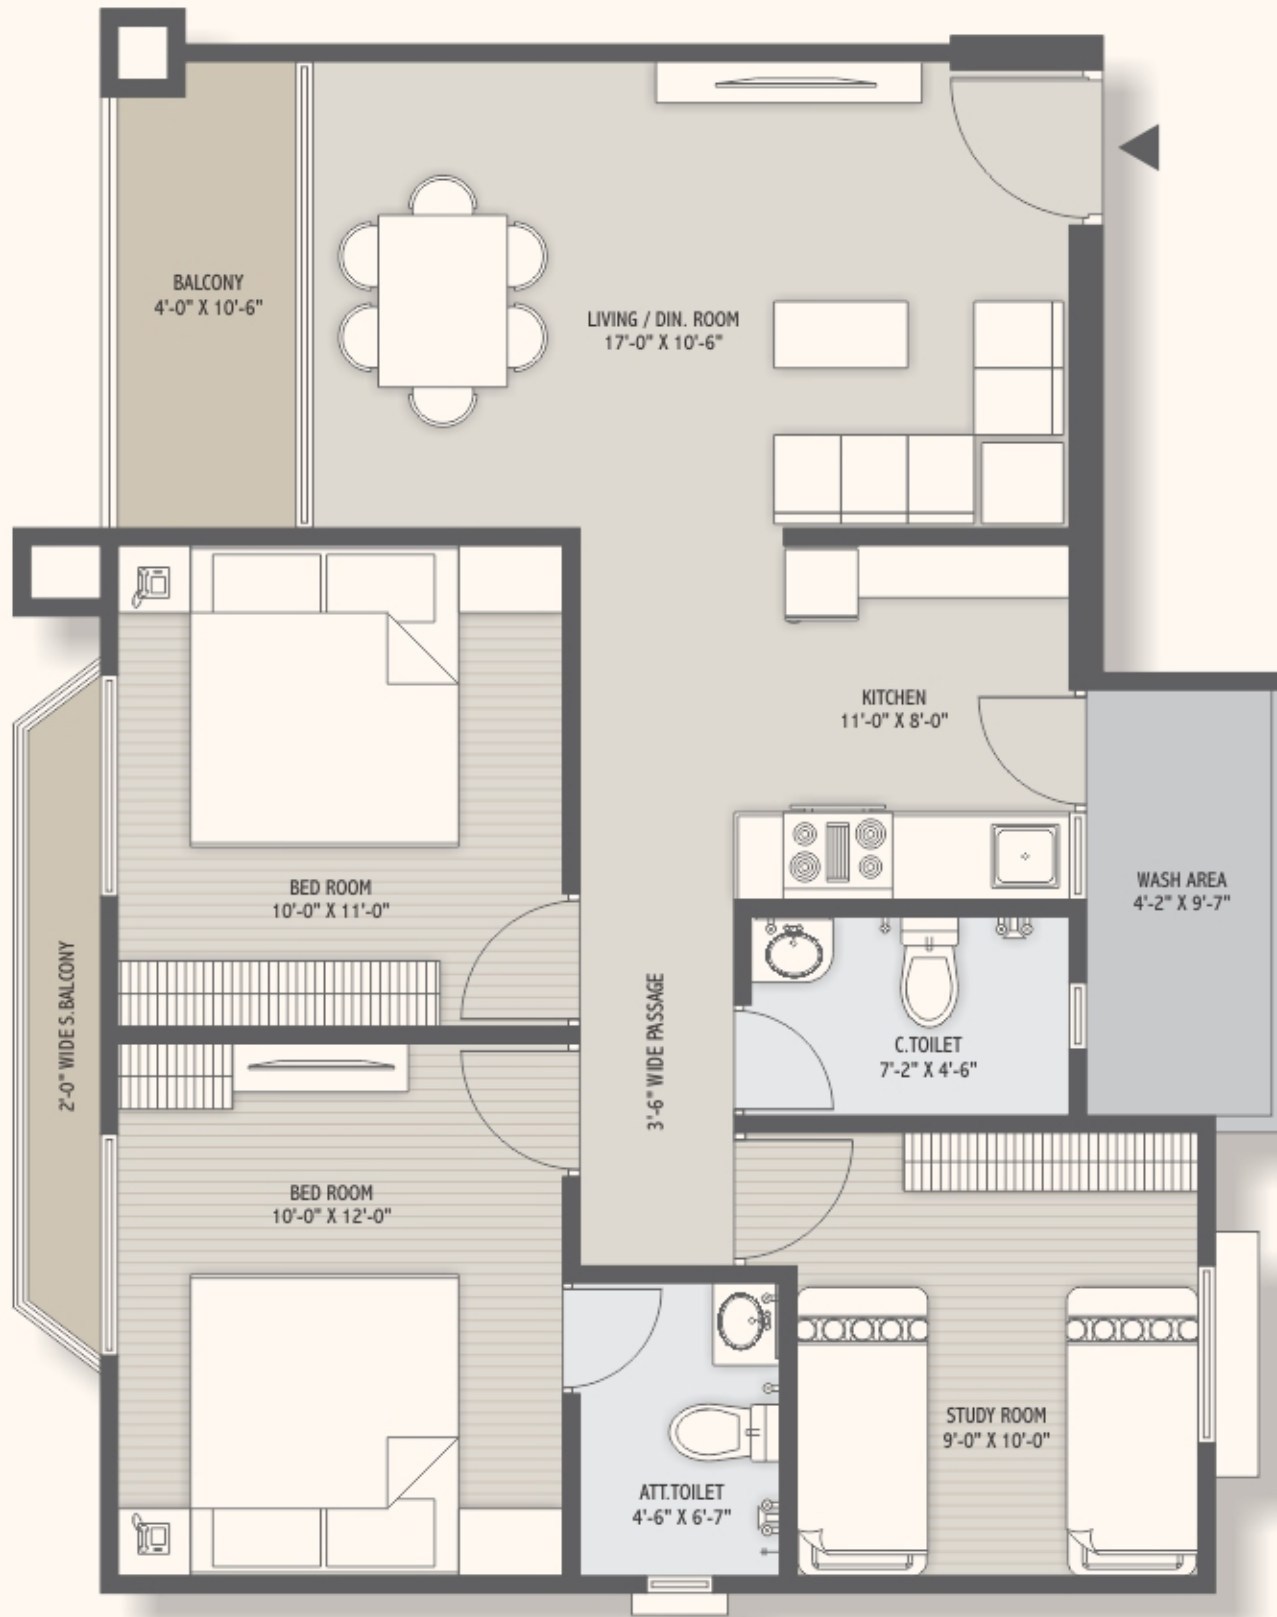 BALCONY
4'-0" X 10'-6"
LIVING / DIN. ROOM
17'-0" X 10'-6"
KITCHEN
11'-0" X 8'-0"
BED ROOM
10'-0" X 11'-0"
WASH AREA
4'-2" X 9'-7"
2'-0" WIDE S.BALCONY
3'-6" WIDE PASSAGE
C.TOILET
7'-2" X 4'-6"
BED ROOM
10'-0" X 12'-0"
STUDY ROOM
9'-0" X 10'-0"
ATT.TOILET
4'-6" X 6'-7"